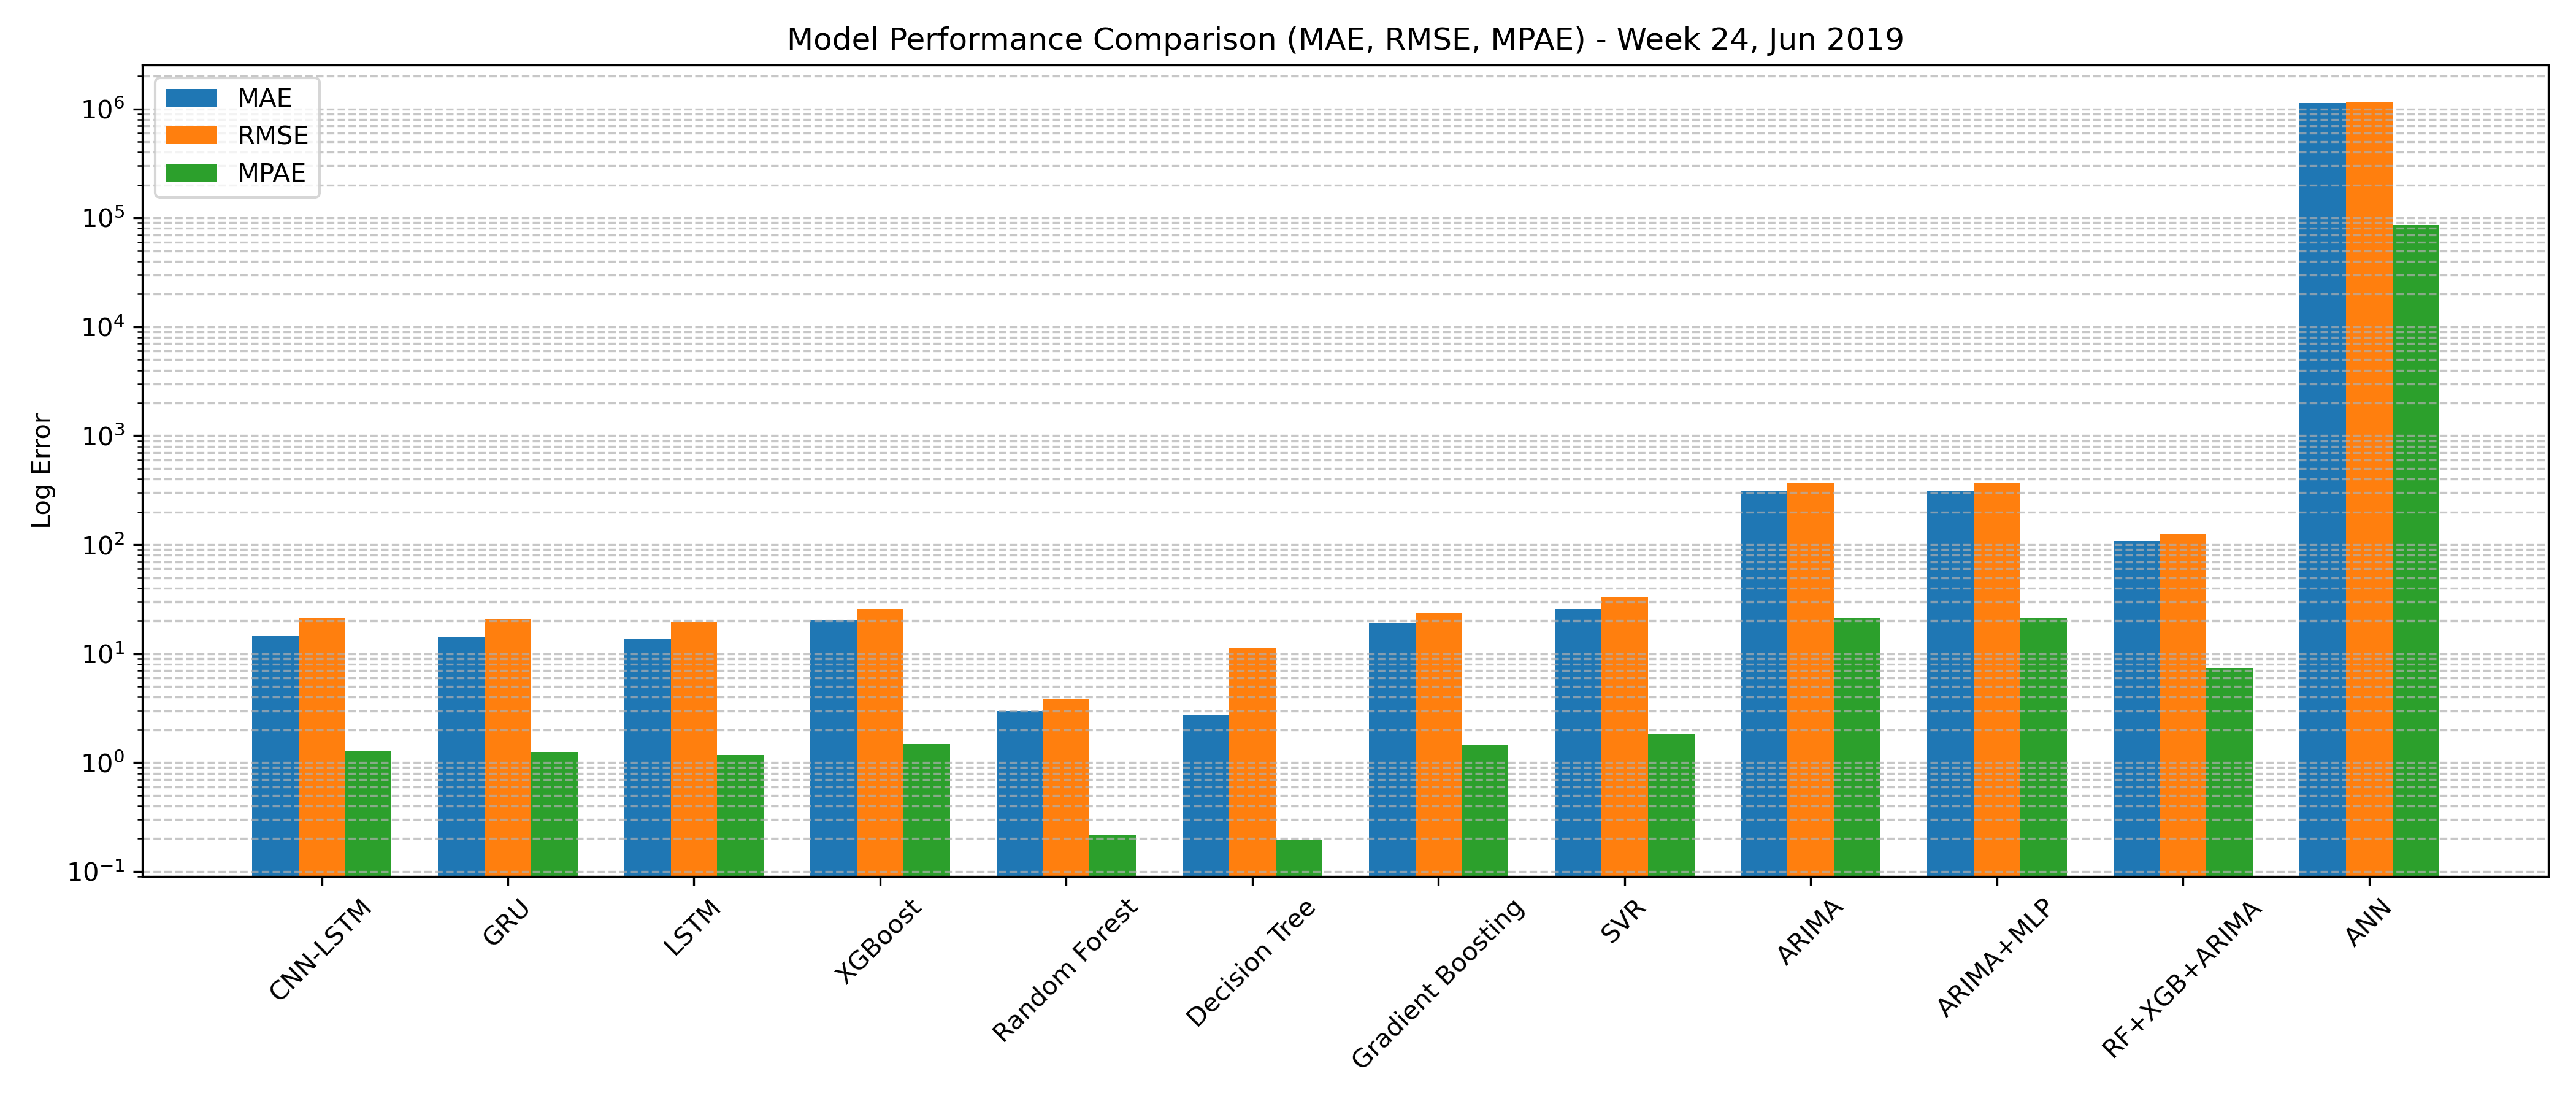 Model Performance Comparison (MAE, RMSE, MPAE) - Week 24, Jun 2019
MAE
RMSE
MPAE
Log Error
10⁶
10⁵
10⁴
10³
10²
10¹
10⁰
10⁻¹
CNN-LSTM
GRU
LSTM
XGBoost
Random Forest
Decision Tree
Gradient Boosting
SVR
ARIMA
ARIMA+MLP
RF+XGB+ARIMA
ANN